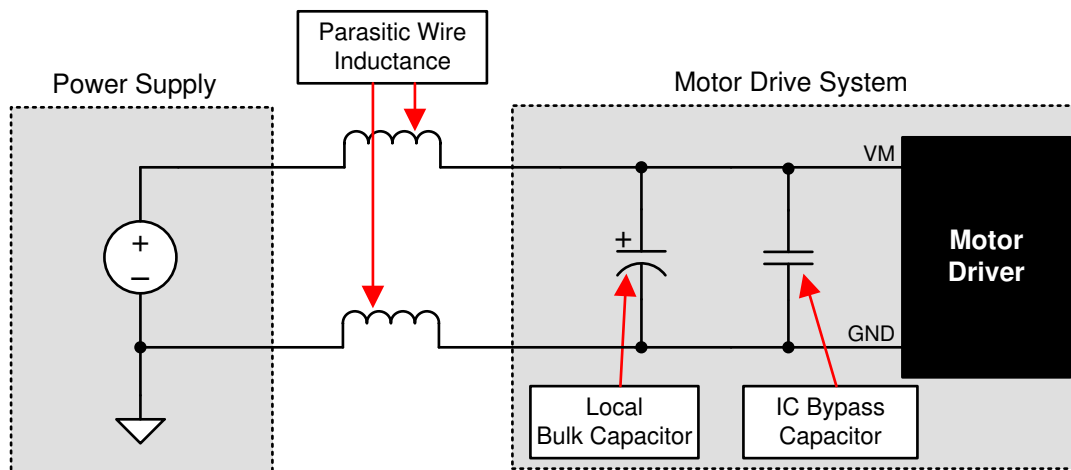 Parasitic Wire
Inductance
Power Supply
Motor Drive System
VM
+
−
+
Motor
Driver
GND
Local
Bulk Capacitor
IC Bypass
Capacitor